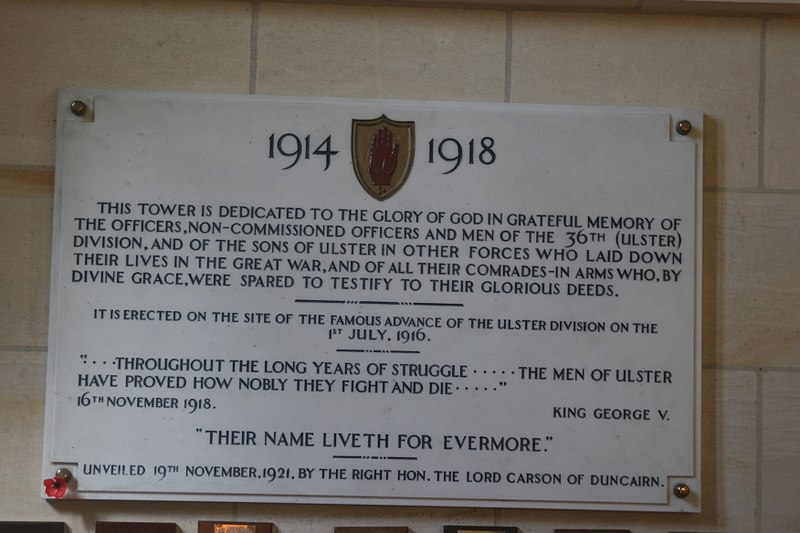 1914 1918
THIS TOWER IS DEDICATED TO THE GLORY OF GOD IN GRATEFUL MEMORY OF
THE OFFICERS, NON-COMMISSIONED OFFICERS AND MEN OF THE 36TH (ULSTER)
DIVISION, AND OF THE SONS OF ULSTER IN OTHER FORCES WHO LAID DOWN
THEIR LIVES IN THE GREAT WAR, AND OF ALL THEIR COMRADES-IN ARMS WHO, BY
DIVINE GRACE, WERE SPARED TO TESTIFY TO THEIR GLORIOUS DEEDS.
IT IS ERECTED ON THE SITE OF THE FAMOUS ADVANCE OF THE ULSTER DIVISION ON THE
1ST JULY, 1916.
"....THROUGHOUT THE LONG YEARS OF STRUGGLE ..... THE MEN OF ULSTER
HAVE PROVED HOW NOBLY THEY FIGHT AND DIE ....."
16TH NOVEMBER 1918. KING GEORGE V.
"THEIR NAME LIVETH FOR EVERMORE."
UNVEILED 19TH NOVEMBER, 1921, BY THE RIGHT HON. THE LORD CARSON OF DUNCAIRN.